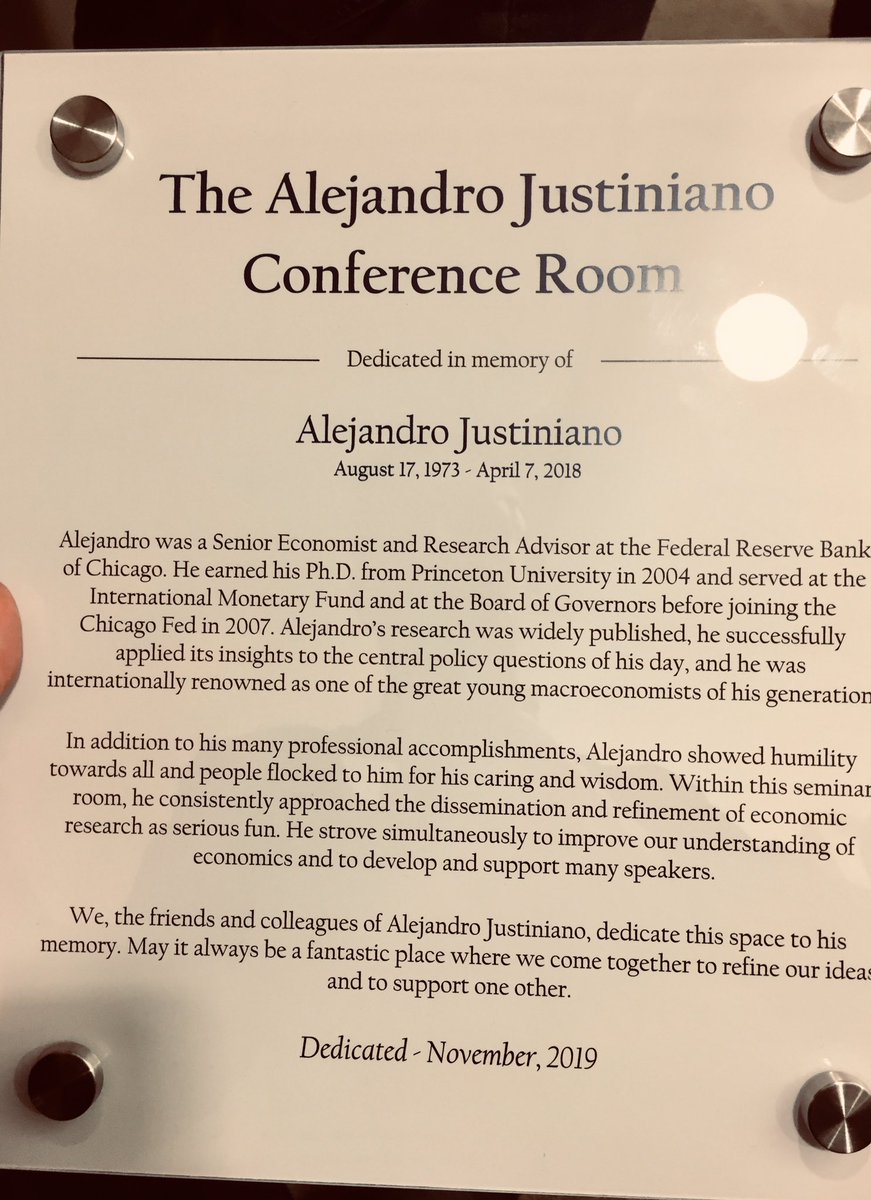 The Alejandro Justiniano
Conference Room
Dedicated in memory of
Alejandro Justiniano
August 17, 1973 - April 7, 2018
Alejandro was a Senior Economist and Research Advisor at the Federal Reserve Bank
of Chicago. He earned his Ph.D. from Princeton University in 2004 and served at the
International Monetary Fund and at the Board of Governors before joining the
Chicago Fed in 2007. Alejandro's research was widely published, he successfully
applied its insights to the central policy questions of his day, and he was
internationally renowned as one of the great young macroeconomists of his generation
In addition to his many professional accomplishments, Alejandro showed humility
towards all and people flocked to him for his caring and wisdom. Within this seminar
room, he consistently approached the dissemination and refinement of economic
research as serious fun. He strove simultaneously to improve our understanding of
economics and to develop and support many speakers.
We, the friends and colleagues of Alejandro Justiniano, dedicate this space to his
memory. May it always be a fantastic place where we come together to refine our ideas
and to support one other.
Dedicated - November, 2019